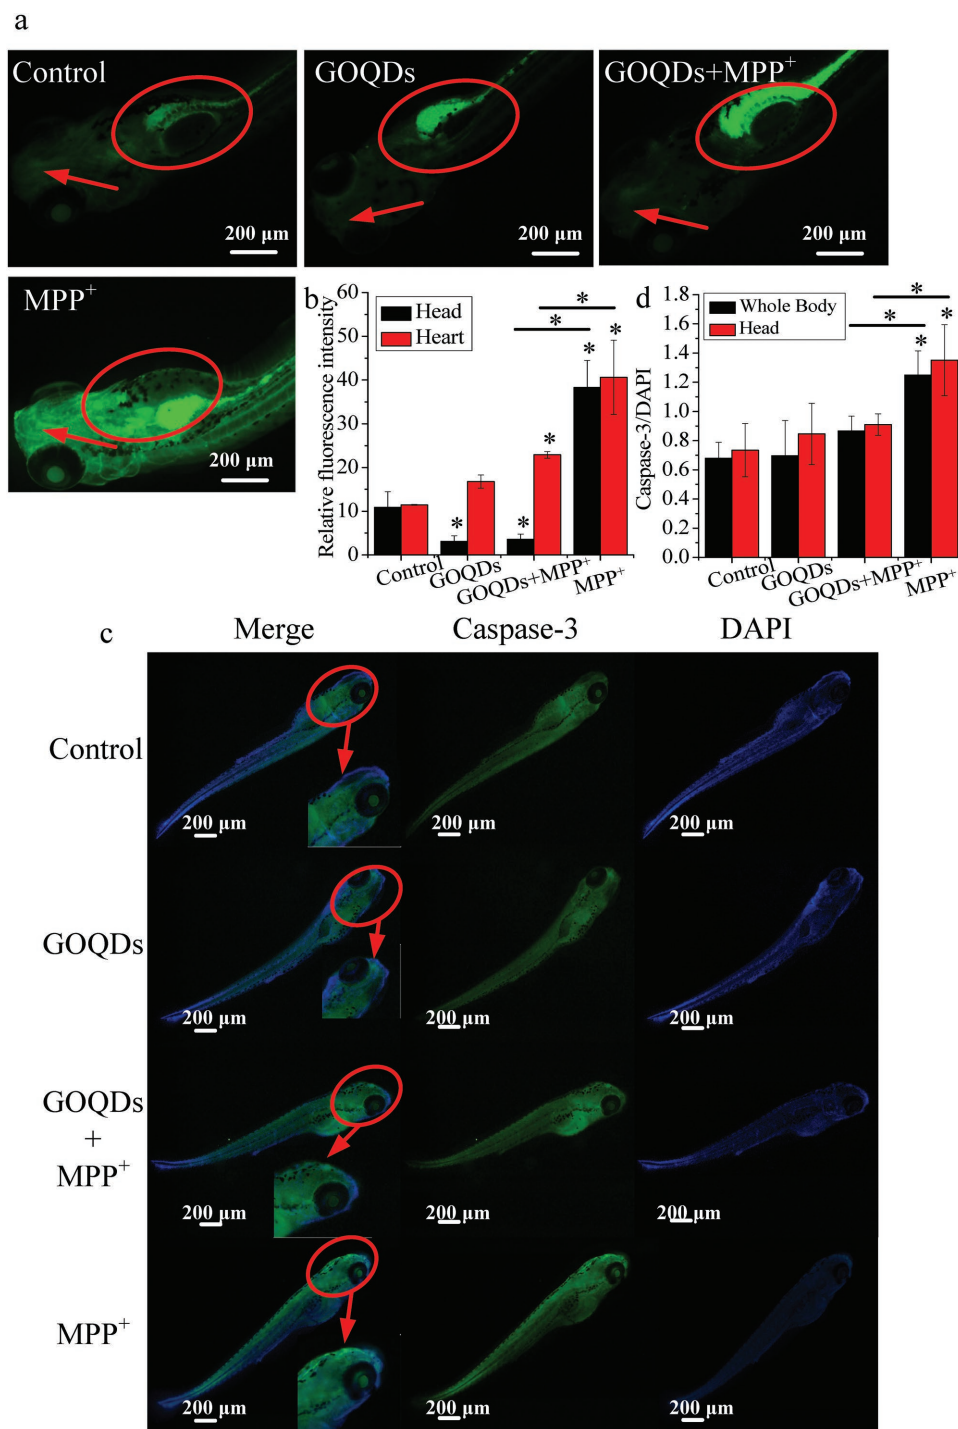 a
Control
GOQDs
GOQDs+MPP⁺
200 µm
200 µm
200 µm
MPP⁺
200 µm
b
Relative fluorescence intensity
60
50
40
30
20
10
0
Head
Heart
*
*
*
*
*
*
*
Control
GOQDs
GOQDs+MPP⁺
MPP⁺
d
Caspase-3/DAPI
1.8
1.6
1.4
1.2
1.0
0.8
0.6
0.4
0.2
0.0
Whole Body
Head
*
*
*
*
Control
GOQDs
GOQDs+MPP⁺
MPP⁺
c
Merge
Caspase-3
DAPI
Control
200 µm
200 µm
200 µm
GOQDs
200 µm
200 µm
200 µm
GOQDs
+
MPP⁺
200 µm
200 µm
200 µm
MPP⁺
200 µm
200 µm
200 µm